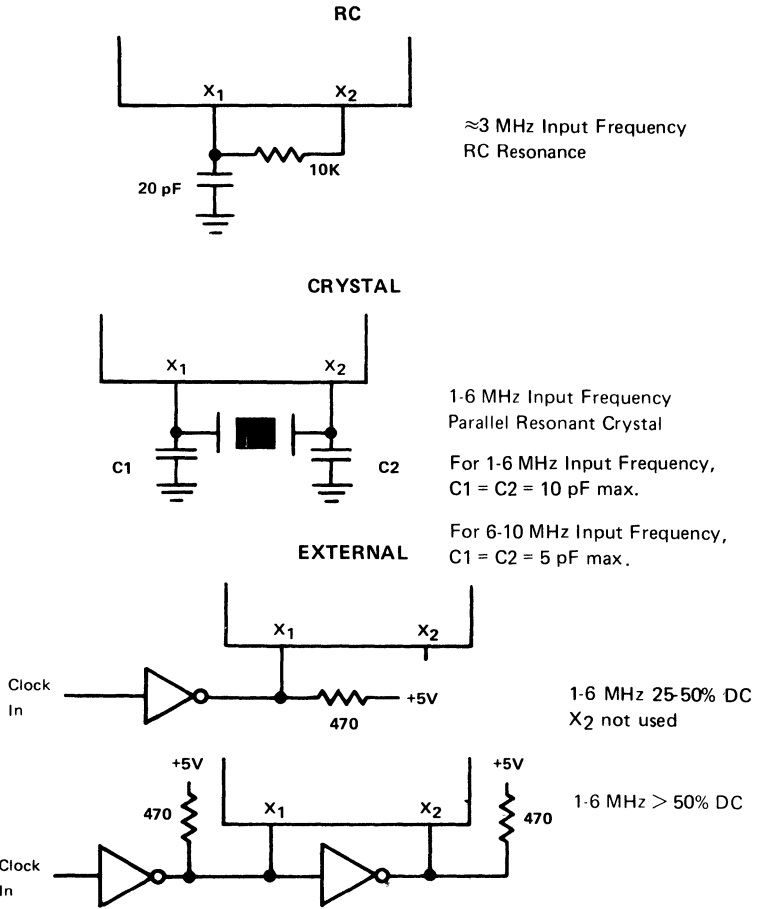 RC
X1 X2
≈3 MHz Input Frequency
RC Resonance
10K
20 pF
CRYSTAL
X1 X2
1-6 MHz Input Frequency
Parallel Resonant Crystal
C1 C2
For 1-6 MHz Input Frequency,
C1 = C2 = 10 pF max.
For 6-10 MHz Input Frequency,
C1 = C2 = 5 pF max.
EXTERNAL
X1 X2
Clock
In
+5V
470
1-6 MHz 25-50% DC
X2 not used
+5V
470
X1 X2
+5V
470
1-6 MHz > 50% DC
Clock
In